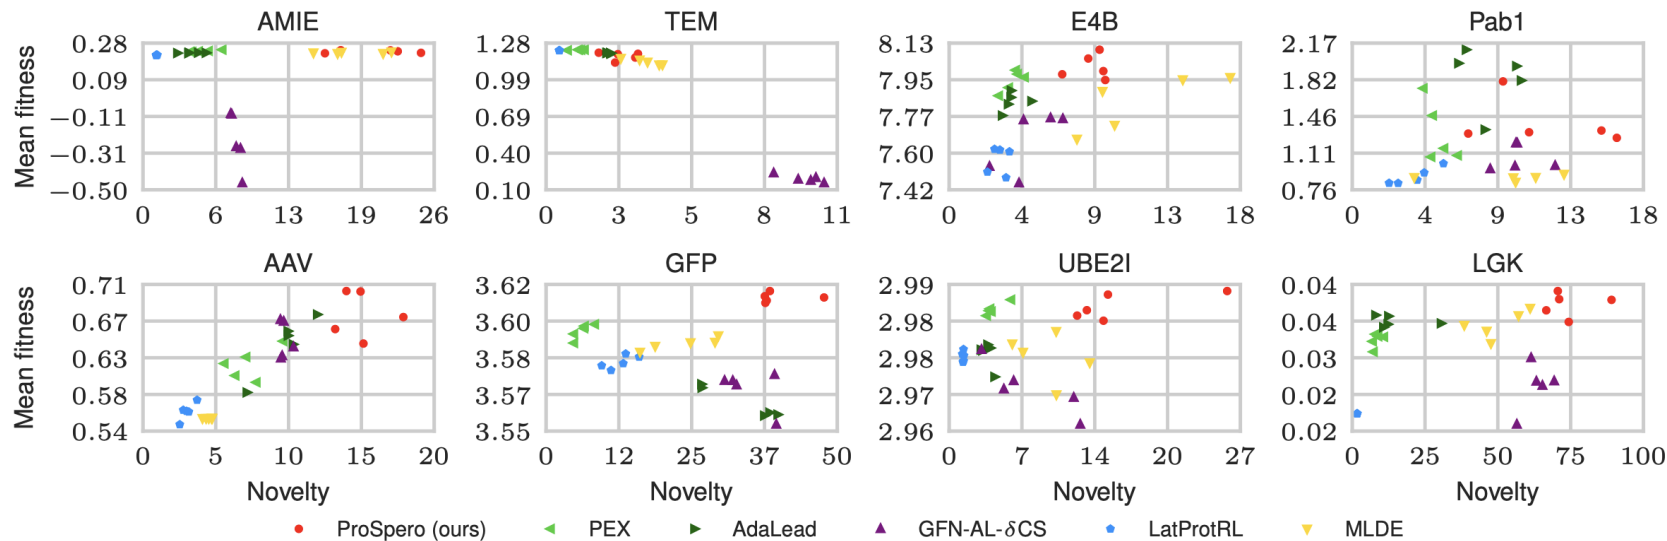 AMIE TEM E4B Pab1
Mean fitness
0.28 1.28 8.13 2.17
0.09 0.99 7.95 1.82
−0.11 0.69 7.77 1.46
−0.31 0.40 7.60 1.11
−0.50 0.10 7.42 0.76
0 6 13 19 26 0 3 5 8 11 0 4 9 13 18 0 4 9 13 18
AAV GFP UBE2I LGK
Mean fitness
0.71 3.62 2.99 0.04
0.67 3.60 2.98 0.04
0.63 3.58 2.98 0.03
0.58 3.57 2.97 0.02
0.54 3.55 2.96 0.02
0 5 10 15 20 0 12 25 37 50 0 7 14 20 27 0 25 50 75 100
Novelty Novelty Novelty Novelty
ProSpero (ours) PEX AdaLead GFN-AL-δCS LatProtRL MLDE